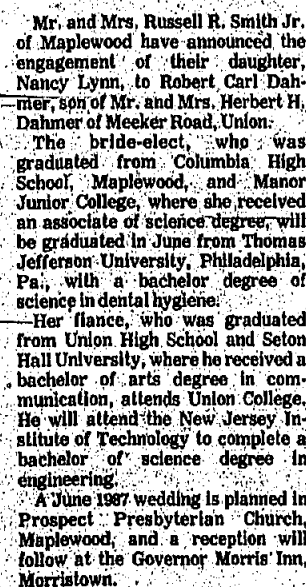 Mr. and Mrs. Russell R. Smith Jr.
of Maplewood have announced the
engagement of their daughter,
Nancy Lynn, to Robert Carl Dah-
mer, son of Mr. and Mrs. Herbert H.
Dahmer of Meeker Road, Union.
The bride-elect, who was
graduated from Columbia High
School, Maplewood, and Manor
Junior College, where she received
an associate of science degree, will
be graduated in June from Thomas
Jefferson University, Philadelphia,
Pa., with a bachelor degree of
science in dental hygiene.
Her fiance, who was graduated
from Union High School and Seton
Hall University, where he received a
bachelor of arts degree in com-
munication, attends Union College.
He will attend the New Jersey In-
stitute of Technology to complete a
bachelor of science degree in
engineering.
A June 1987 wedding is planned in
Prospect Presbyterian Church,
Maplewood, and a reception will
follow at the Governor Morris Inn,
Morristown.